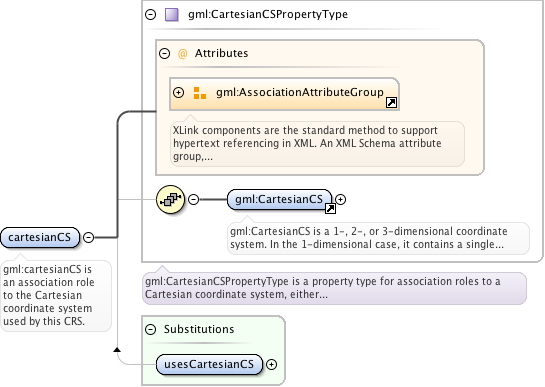 gml:CartesianCSPropertyType
@ Attributes
gml:AssociationAttributeGroup
XLink components are the standard method to support
hypertext referencing in XML. An XML Schema attribute
group,...
gml:CartesianCS
gml:CartesianCS is a 1-, 2-, or 3-dimensional coordinate
system. In the 1-dimensional case, it contains a single...
cartesianCS
gml:cartesianCS is
an association role
to the Cartesian
coordinate system
used by this CRS.
gml:CartesianCSPropertyType is a property type for association roles to a
Cartesian coordinate system, either...
Substitutions
usesCartesianCS